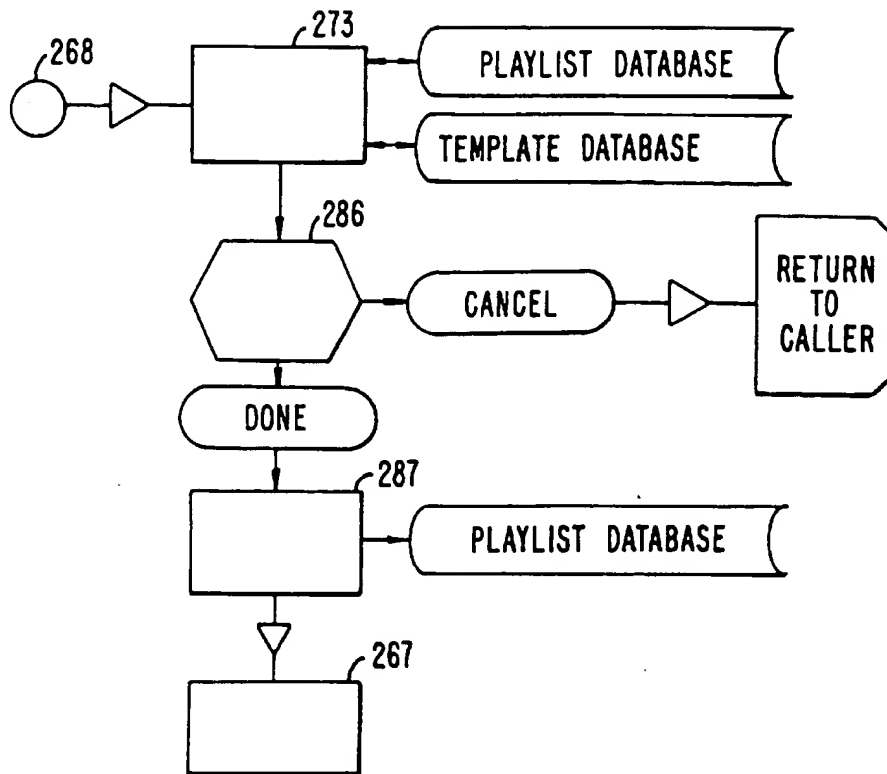 273
268
PLAYLIST DATABASE
TEMPLATE DATABASE
286
CANCEL
RETURN
TO
CALLER
DONE
287
PLAYLIST DATABASE
267